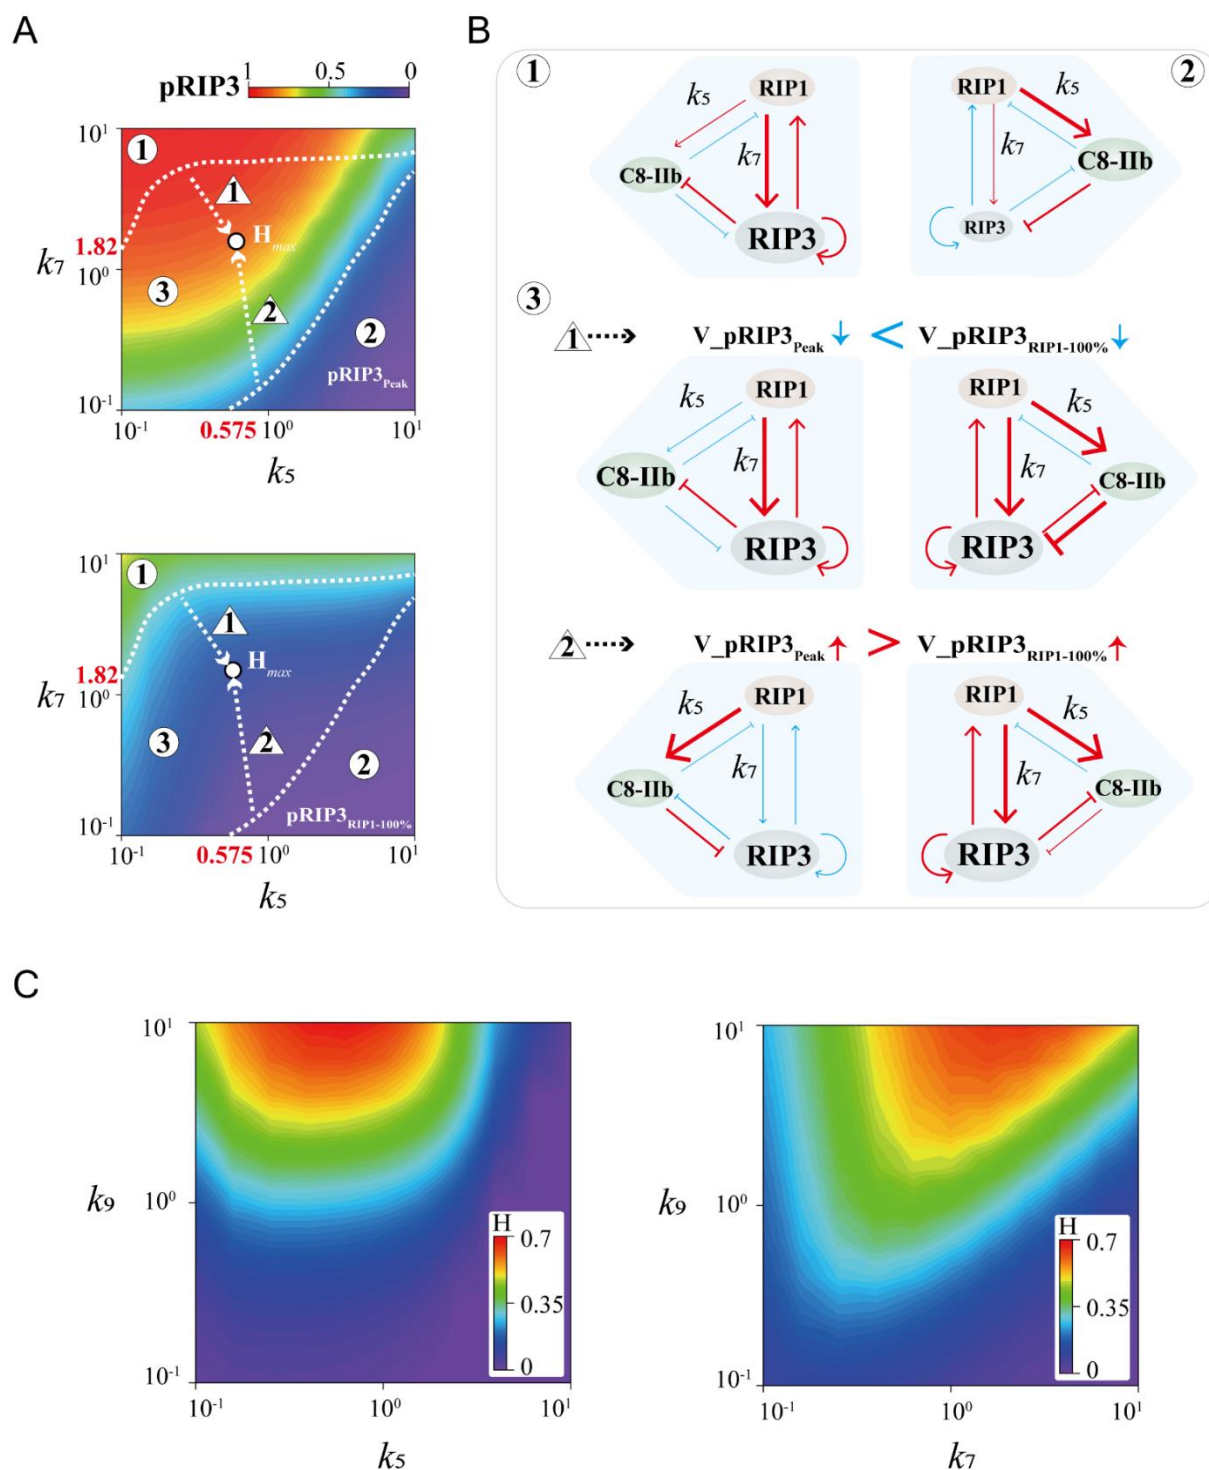 A
pRIP3
1 0.5 0
10¹
1
1
1.82
Hmax
k₇
10⁰
3
2
2
pRIP3Peak
10⁻¹
10⁻¹ 0.575 10⁰ 10¹
k₅
10¹
1
1
1.82
Hmax
k₇
10⁰
3
2
2
pRIP3RIP1-100%
10⁻¹
10⁻¹ 0.575 10⁰ 10¹
k₅
B
1
RIP1
k₅
k₇
C8-IIb
RIP3
2
RIP1
k₅
k₇
C8-IIb
RIP3
3
1 V_pRIP3Peak ↓ < V_pRIP3RIP1-100% ↓
RIP1
k₅
k₇
C8-IIb
RIP3
RIP1
k₅
k₇
C8-IIb
RIP3
2 V_pRIP3Peak ↑ > V_pRIP3RIP1-100% ↑
RIP1
k₅
k₇
C8-IIb
RIP3
RIP1
k₅
k₇
C8-IIb
RIP3
C
10¹
k₉
10⁰
10⁻¹
H
0.7
0.35
0
10⁻¹ 10⁰ 10¹
k₅
10¹
k₉
10⁰
10⁻¹
H
0.7
0.35
0
10⁻¹ 10⁰ 10¹
k₇